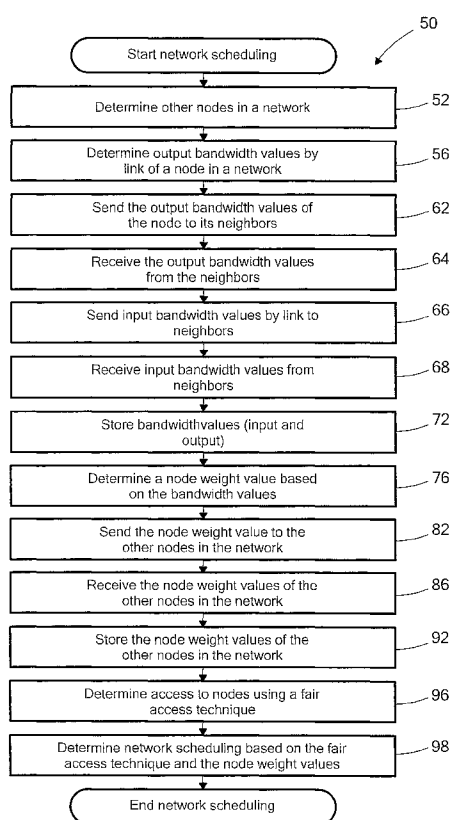 50
Start network scheduling
Determine other nodes in a network
52
Determine output bandwidth values by
link of a node in a network
56
Send the output bandwidth values of
the node to its neighbors
62
Receive the output bandwidth values
from the neighbors
64
Send input bandwidth values by link to
neighbors
66
Receive input bandwidth values from
neighbors
68
Store bandwidthvalues (input and
output)
72
Determine a node weight value based
on the bandwidth values
76
Send the node weight value to the
other nodes in the network
82
Receive the node weight values of the
other nodes in the network
86
Store the node weight values of the
other nodes in the network
92
Determine access to nodes using a fair
access technique
96
Determine network scheduling based on the fair
access technique and the node weight values
98
End network scheduling